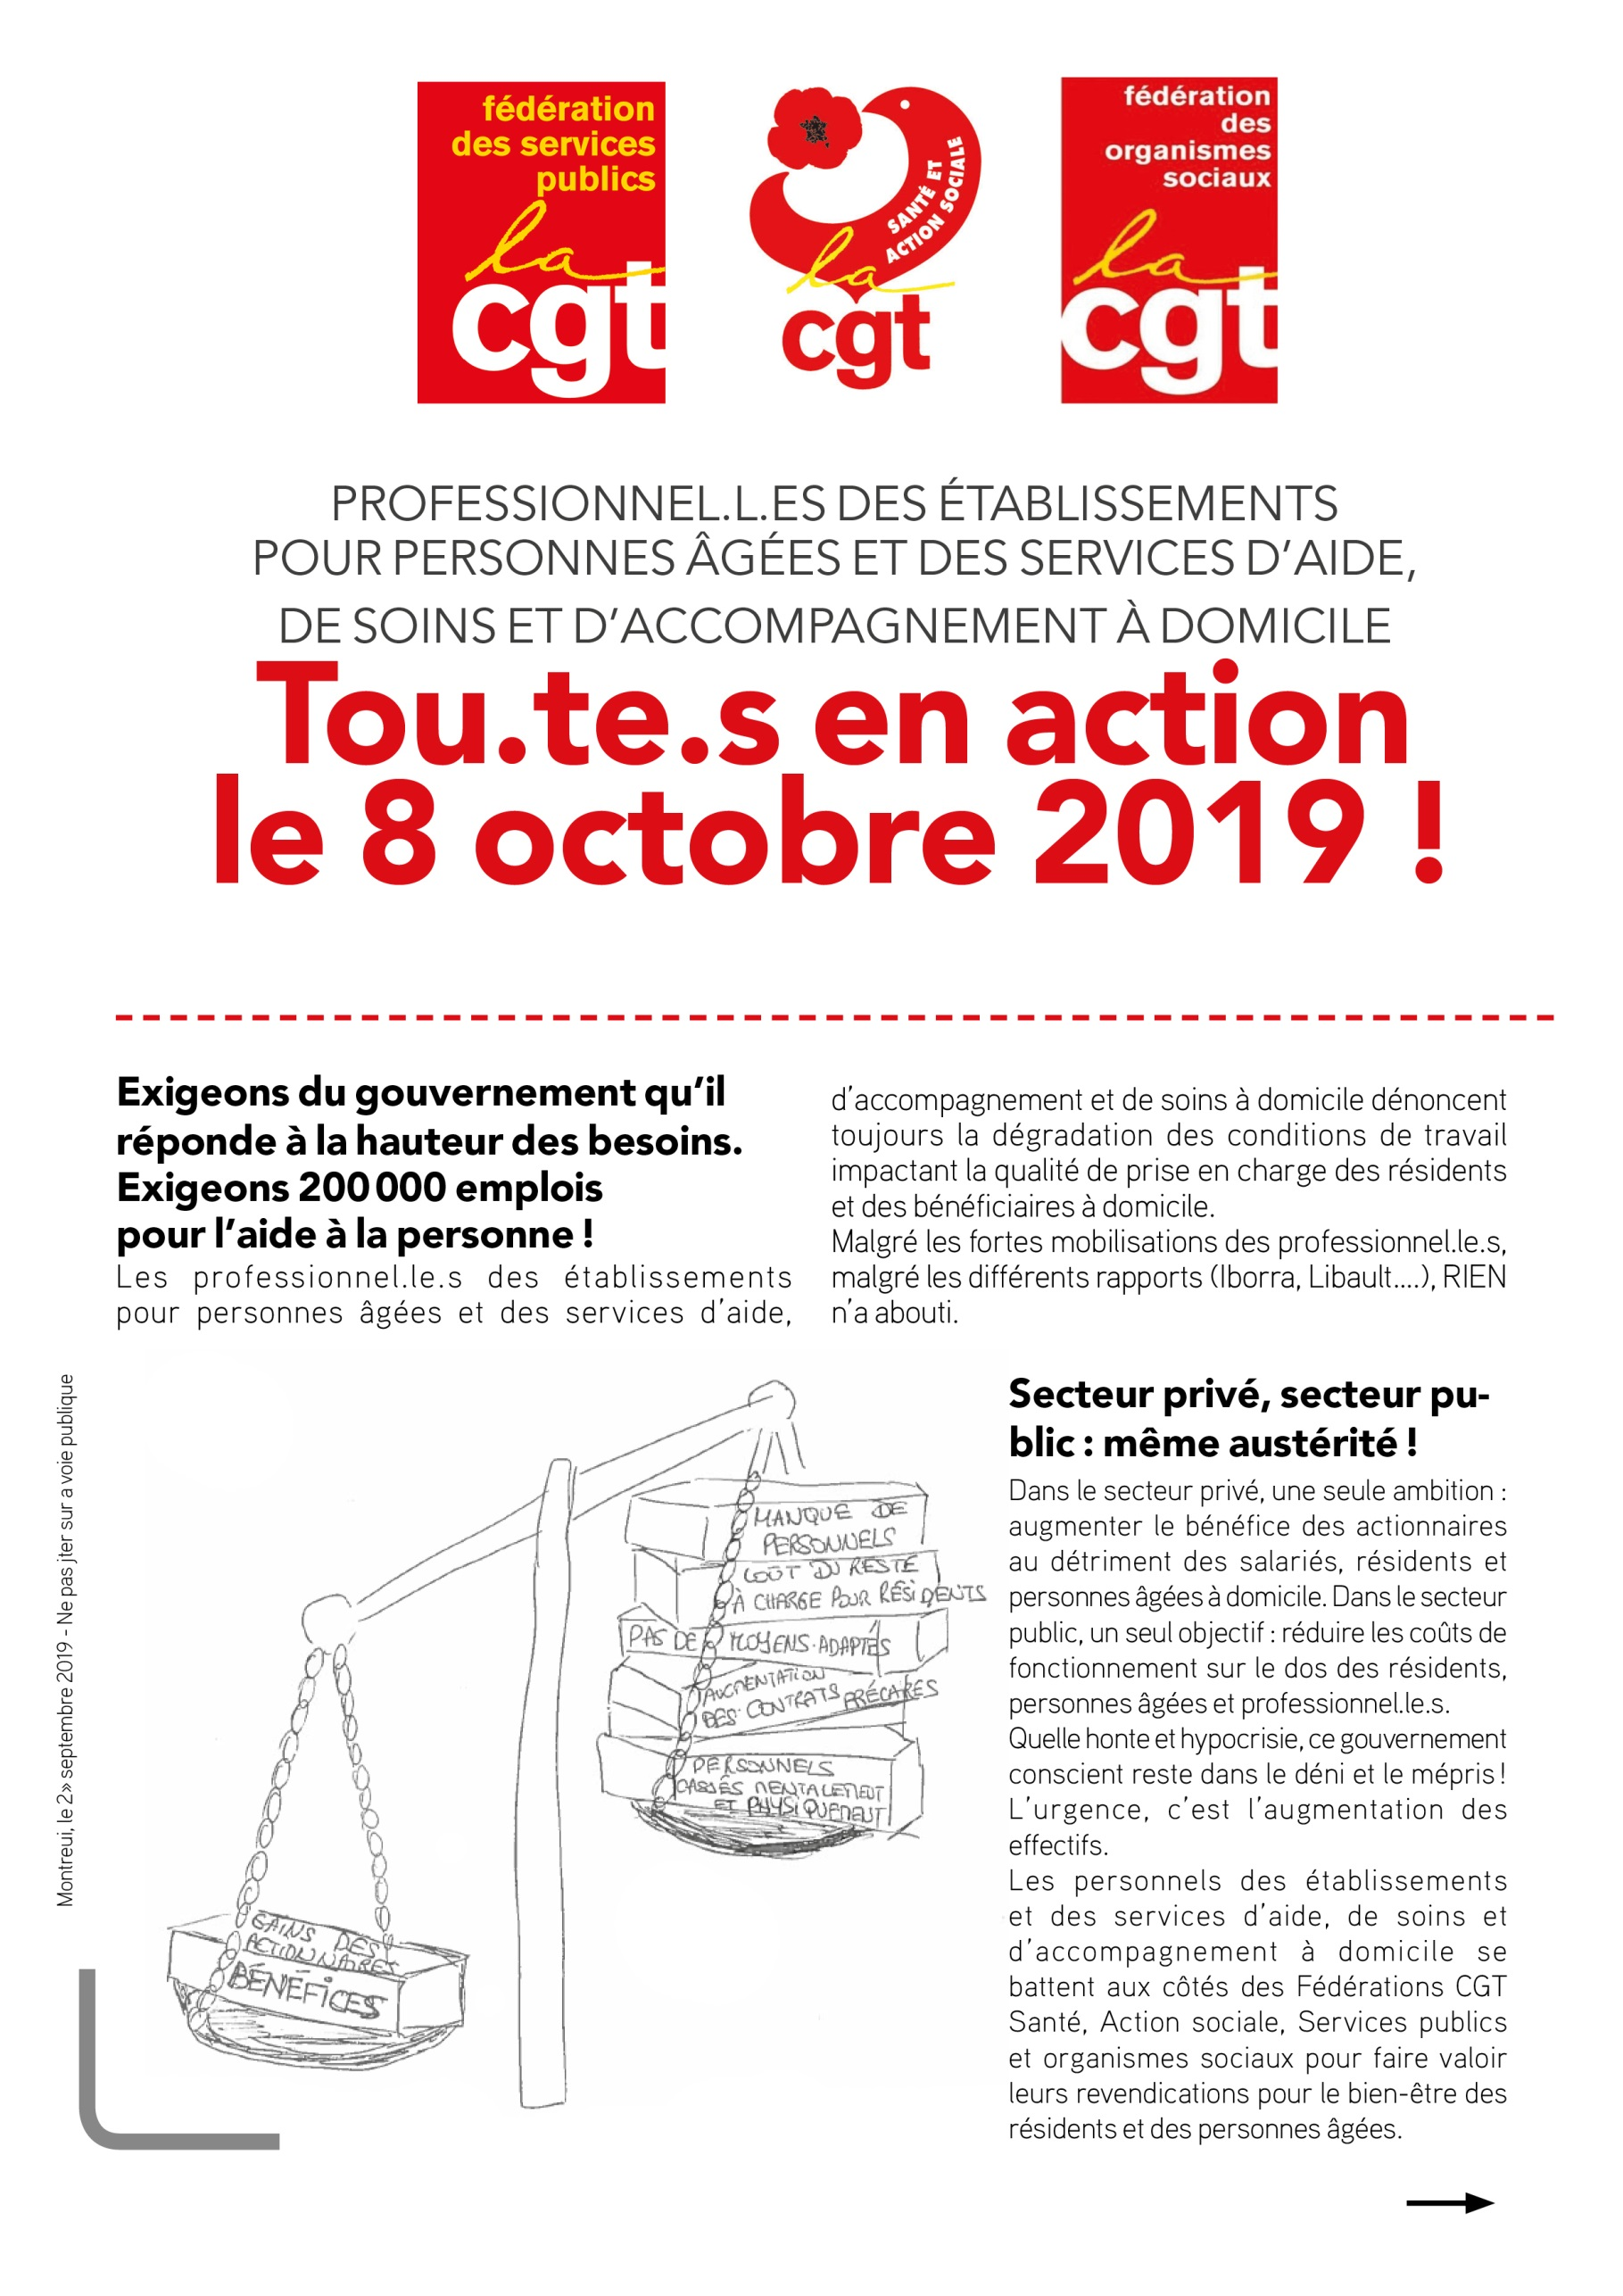 fédération
des services
publics
la
cgt
SANTÉ ET
ACTION SOCIALE
la
cgt
fédération
des
organismes
sociaux
la
cgt
PROFESSIONNEL.L.ES DES ÉTABLISSEMENTS
POUR PERSONNES ÂGÉES ET DES SERVICES D’AIDE,
DE SOINS ET D’ACCOMPAGNEMENT À DOMICILE
Tou.te.s en action
le 8 octobre 2019 !
Exigeons du gouvernement qu’il
réponde à la hauteur des besoins.
Exigeons 200 000 emplois
pour l’aide à la personne !
Les professionnel.le.s des établissements
pour personnes âgées et des services d’aide,
d’accompagnement et de soins à domicile dénoncent
toujours la dégradation des conditions de travail
impactant la qualité de prise en charge des résidents
et des bénéficiaires à domicile.
Malgré les fortes mobilisations des professionnel.le.s,
malgré les différents rapports (Iborra, Libault....), RIEN
n’a abouti.
Montreui, le 2» septembre 2019 - Ne pas jter sur a voie publique
MANQUE DE
PERSONNELS
COÛT DU RESTE
À CHARGE POUR RÉSIDENTS
PAS DE MOYENS ADAPTÉS
AUGMENTATION
DES CONTRATS PRÉCAIRES
PERSONNELS
CASSÉS MENTALEMENT
ET PHYSIQUEMENT
GAINS DES
ACTIONNAIRES
BÉNÉFICES
Secteur privé, secteur pu-
blic : même austérité !
Dans le secteur privé, une seule ambition :
augmenter le bénéfice des actionnaires
au détriment des salariés, résidents et
personnes âgées à domicile. Dans le secteur
public, un seul objectif : réduire les coûts de
fonctionnement sur le dos des résidents,
personnes âgées et professionnel.le.s.
Quelle honte et hypocrisie, ce gouvernement
conscient reste dans le déni et le mépris !
L’urgence, c’est l’augmentation des
effectifs.
Les personnels des établissements
et des services d’aide, de soins et
d’accompagnement à domicile se
battent aux côtés des Fédérations CGT
Santé, Action sociale, Services publics
et organismes sociaux pour faire valoir
leurs revendications pour le bien-être des
résidents et des personnes âgées.